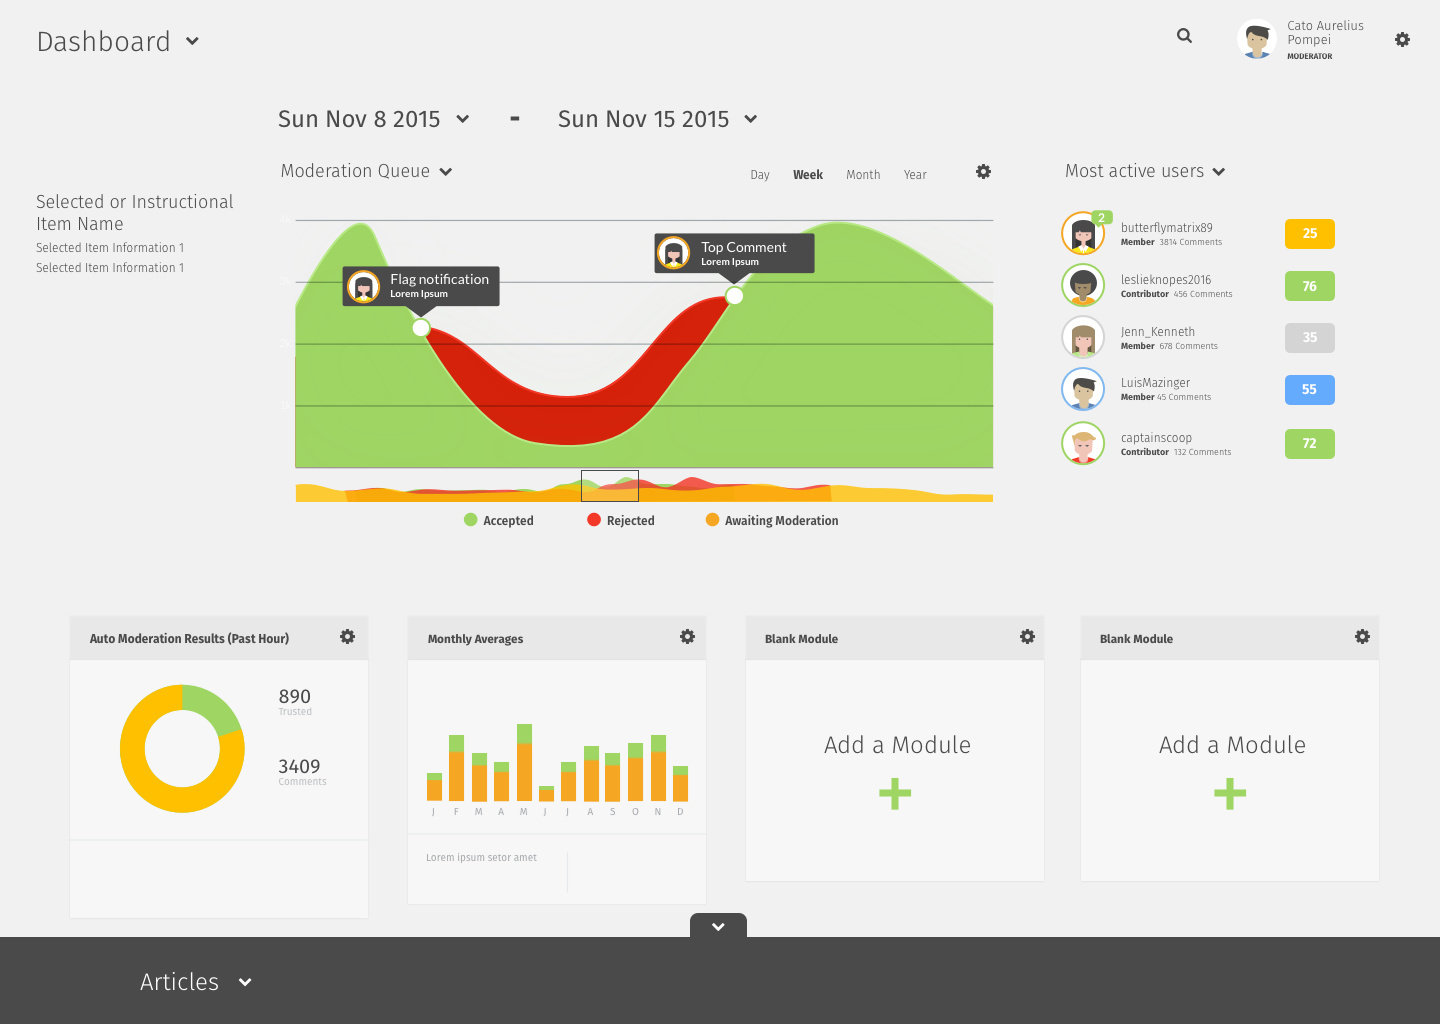 Dashboard
Cato Aurelius
Pompei
MODERATOR
Sun Nov 8 2015 - Sun Nov 15 2015
Selected or Instructional
Item Name
Selected Item Information 1
Selected Item Information 1
Moderation Queue
Day Week Month Year
Flag notification
Lorem Ipsum
Top Comment
Lorem Ipsum
Accepted Rejected Awaiting Moderation
Most active users
2
butterflymatrix89
Member 3814 Comments
25
leslieknopes2016
Contributor 456 Comments
76
Jenn_Kenneth
Member 678 Comments
35
LuisMazinger
Member 45 Comments
55
captainscoop
Contributor 132 Comments
72
Auto Moderation Results (Past Hour)
890
Trusted
3409
Comments
Monthly Averages
J F M A M J J A S O N D
Lorem ipsum setor amet
Blank Module
Add a Module
Blank Module
Add a Module
Articles